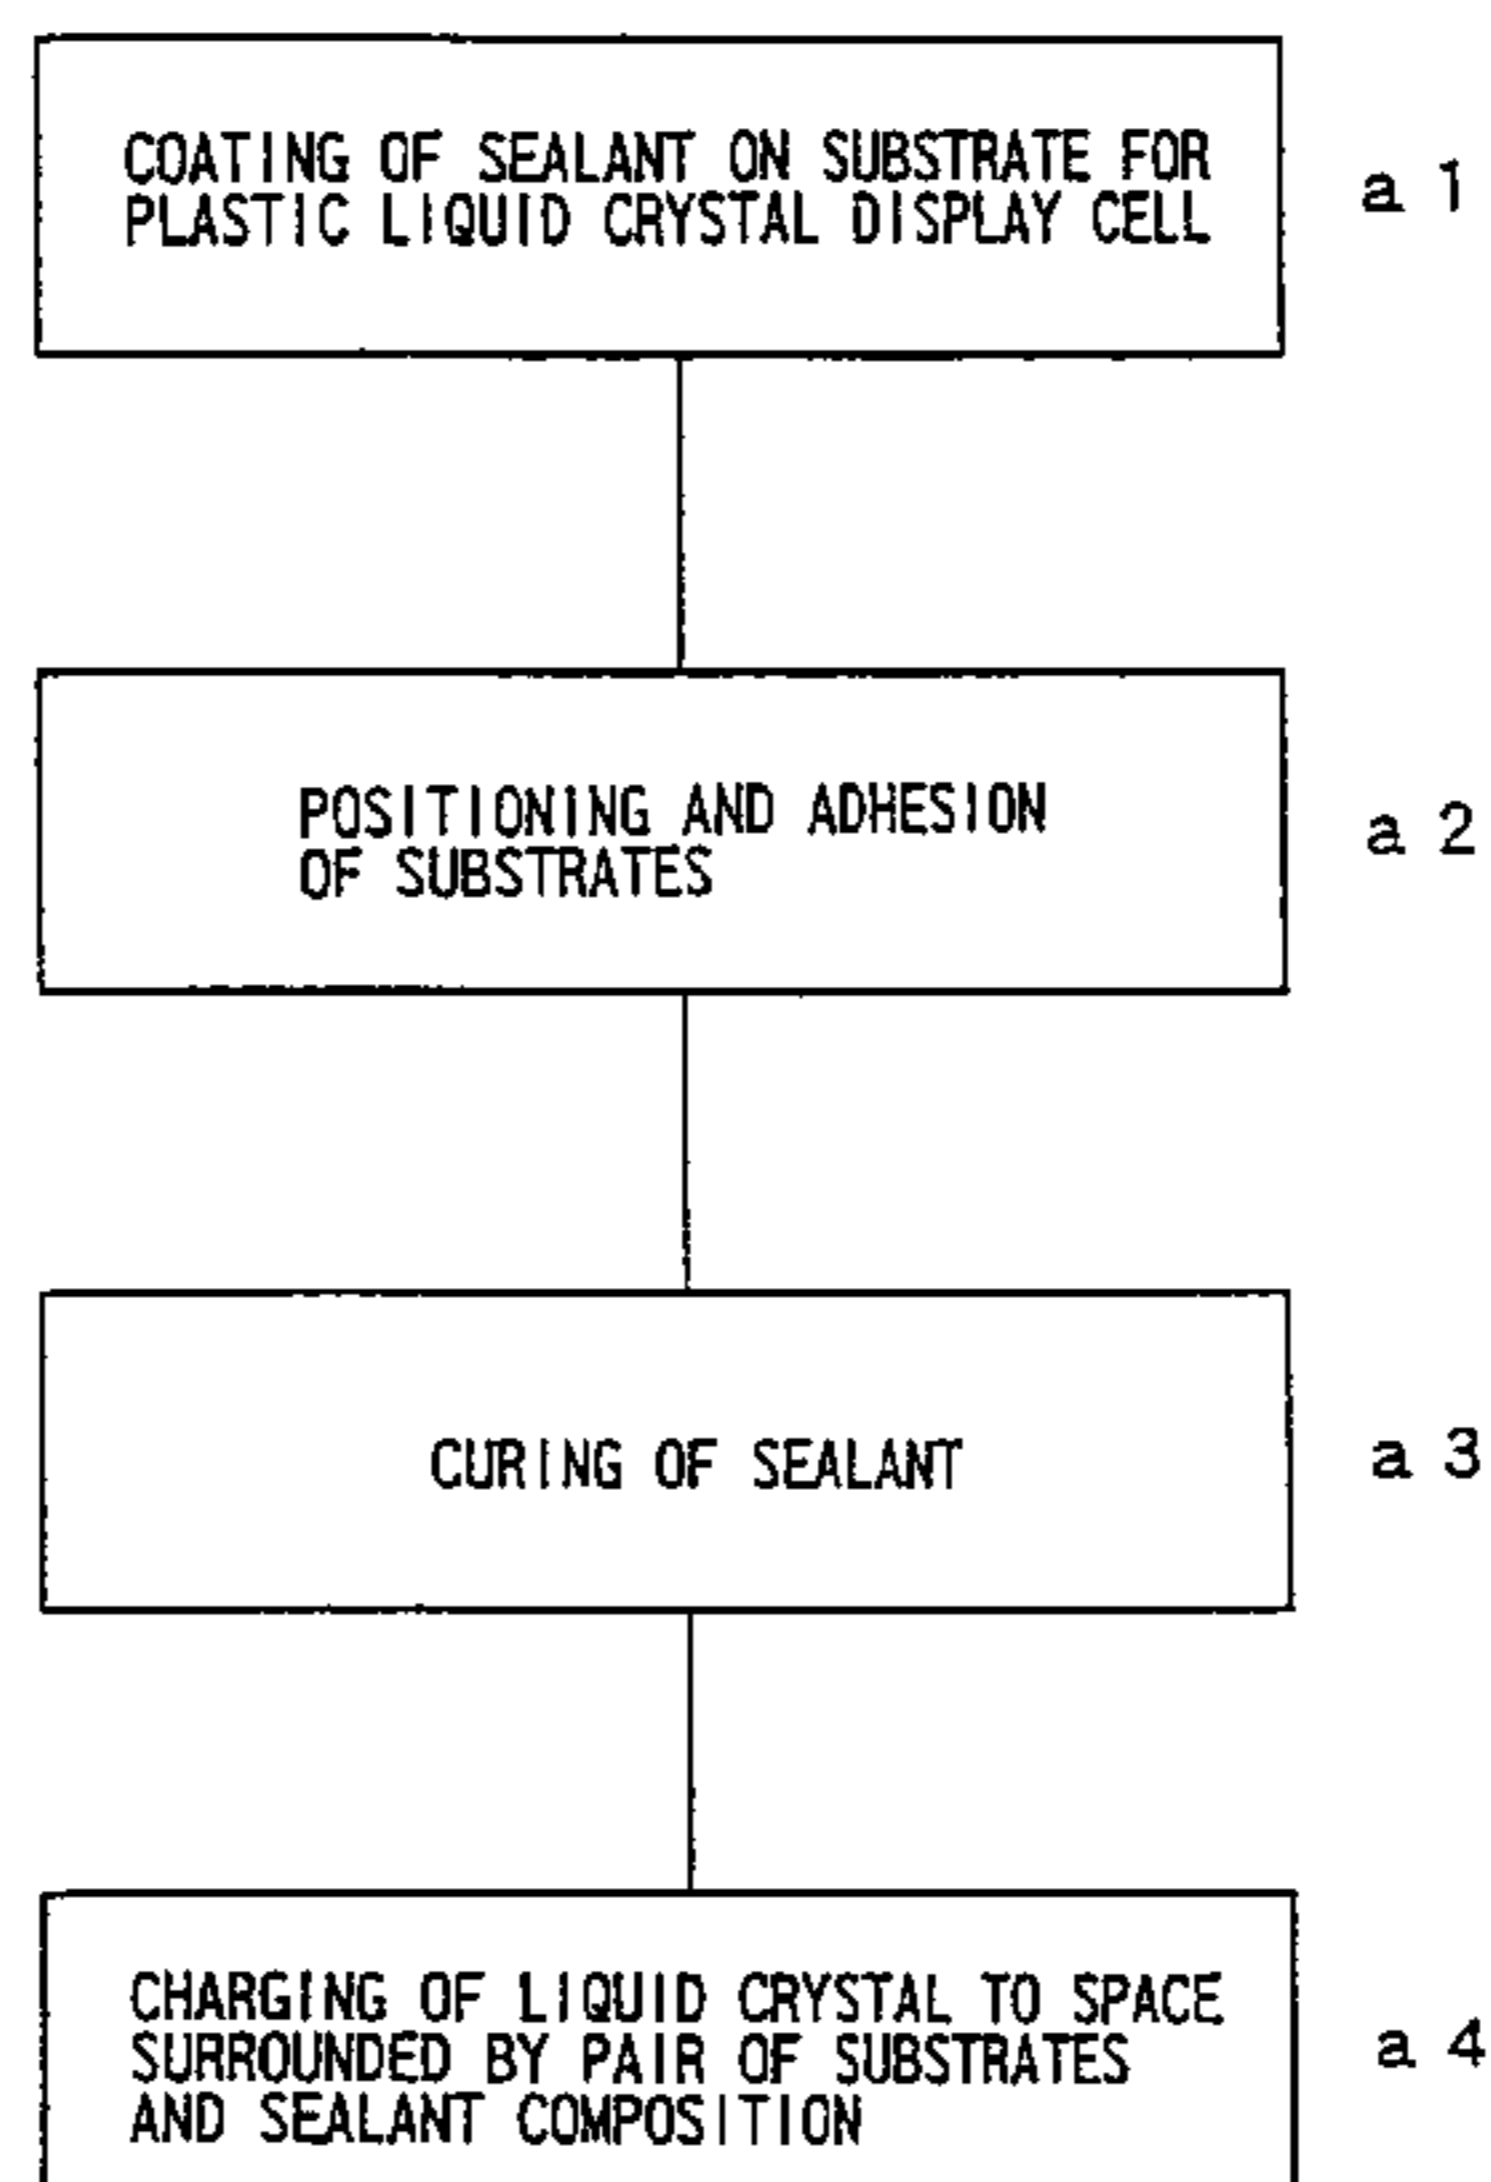 COATING OF SEALANT ON SUBSTRATE FOR
PLASTIC LIQUID CRYSTAL DISPLAY CELL
a 1
POSITIONING AND ADHESION
OF SUBSTRATES
a 2
CURING OF SEALANT
a 3
CHARGING OF LIQUID CRYSTAL TO SPACE
SURROUNDED BY PAIR OF SUBSTRATES
AND SEALANT COMPOSITION
a 4